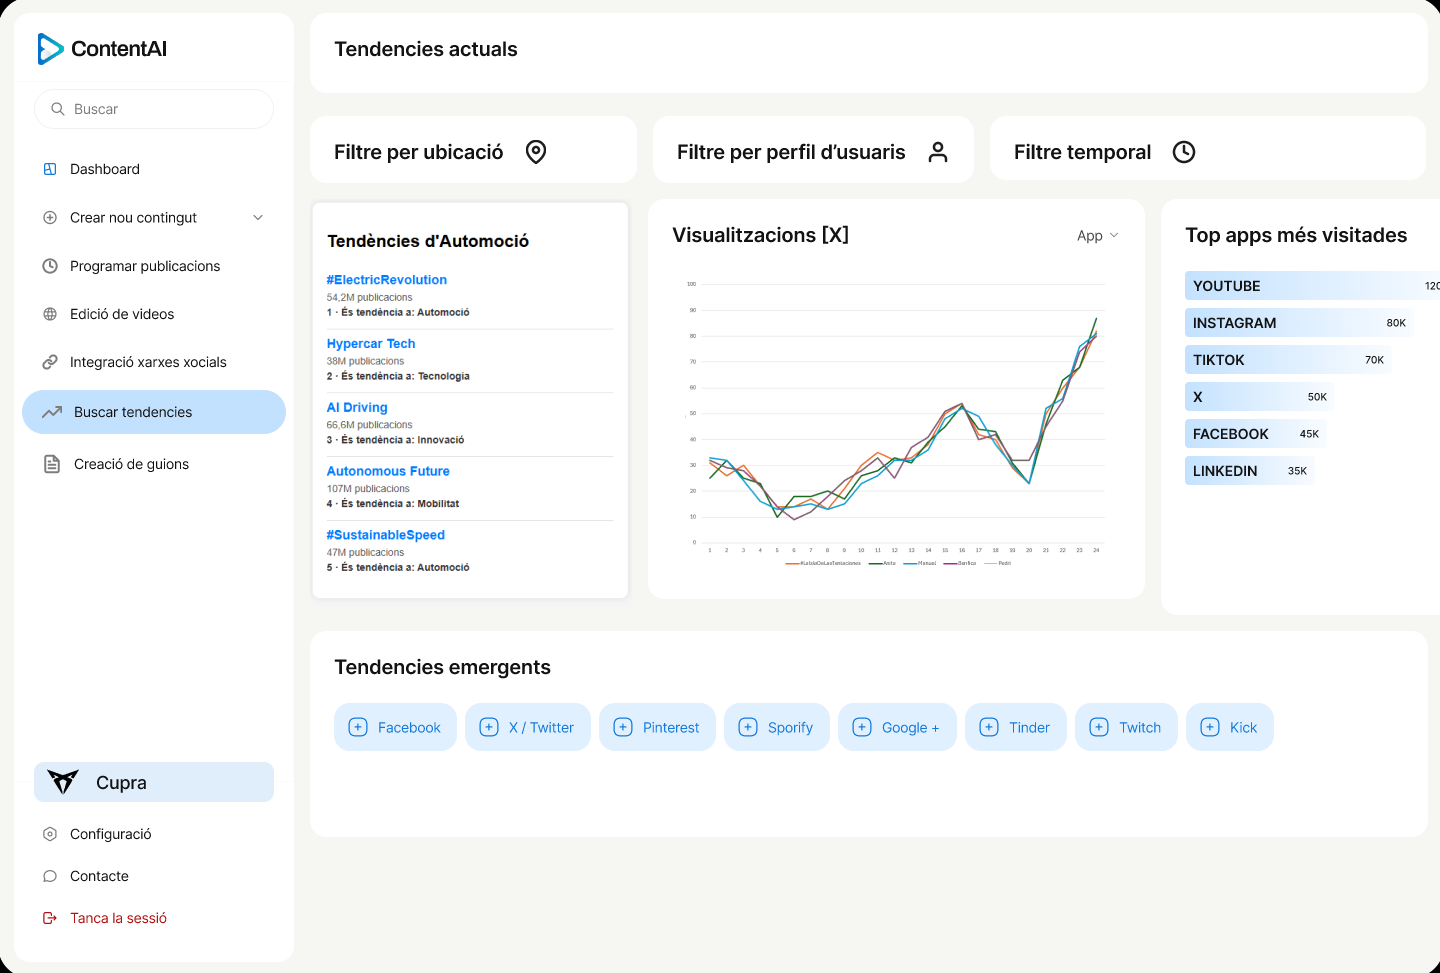 ContentAI
Buscar
Dashboard
Crear nou contingut
Programar publicacions
Edició de videos
Integració xarxes xocials
Buscar tendencies
Creació de guions
Cupra
Configuració
Contacte
Tanca la sessió
Tendencies actuals
Filtre per ubicació
Filtre per perfil d’usuaris
Filtre temporal
Tendències d'Automoció
#ElectricRevolution
54,2M publicacions
1 · És tendència a: Automoció
Hypercar Tech
38M publicacions
2 · És tendència a: Tecnologia
AI Driving
66,6M publicacions
3 · És tendència a: Innovació
Autonomous Future
107M publicacions
4 · És tendència a: Mobilitat
#SustainableSpeed
47M publicacions
5 · És tendència a: Automoció
Visualitzacions [X]
App
100
90
80
70
60
50
40
30
20
10
0
1 2 3 4 5 6 7 8 9 10 11 12 13 14 15 16 17 18 19 20 21 22 23 24
#LaIslaDeLasTentaciones Anita Manuel Benfica Pedri
Top apps més visitades
YOUTUBE 120
INSTAGRAM 80K
TIKTOK 70K
X 50K
FACEBOOK 45K
LINKEDIN 35K
Tendencies emergents
Facebook
X / Twitter
Pinterest
Sporify
Google +
Tinder
Twitch
Kick